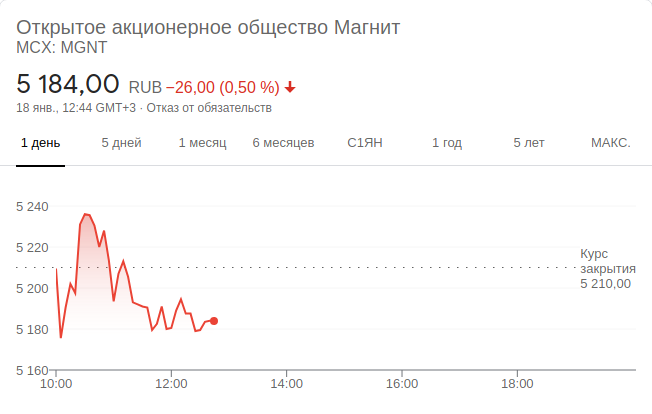 Открытое акционерное общество Магнит
MCX: MGNT
5 184,00 RUB −26,00 (0,50 %)
18 янв., 12:44 GMT+3 · Отказ от обязательств
1 день 5 дней 1 месяц 6 месяцев С1ЯН 1 год 5 лет МАКС.
5 240
5 220
Курс
закрытия
5 210,00
5 200
5 180
5 160
10:00 12:00 14:00 16:00 18:00